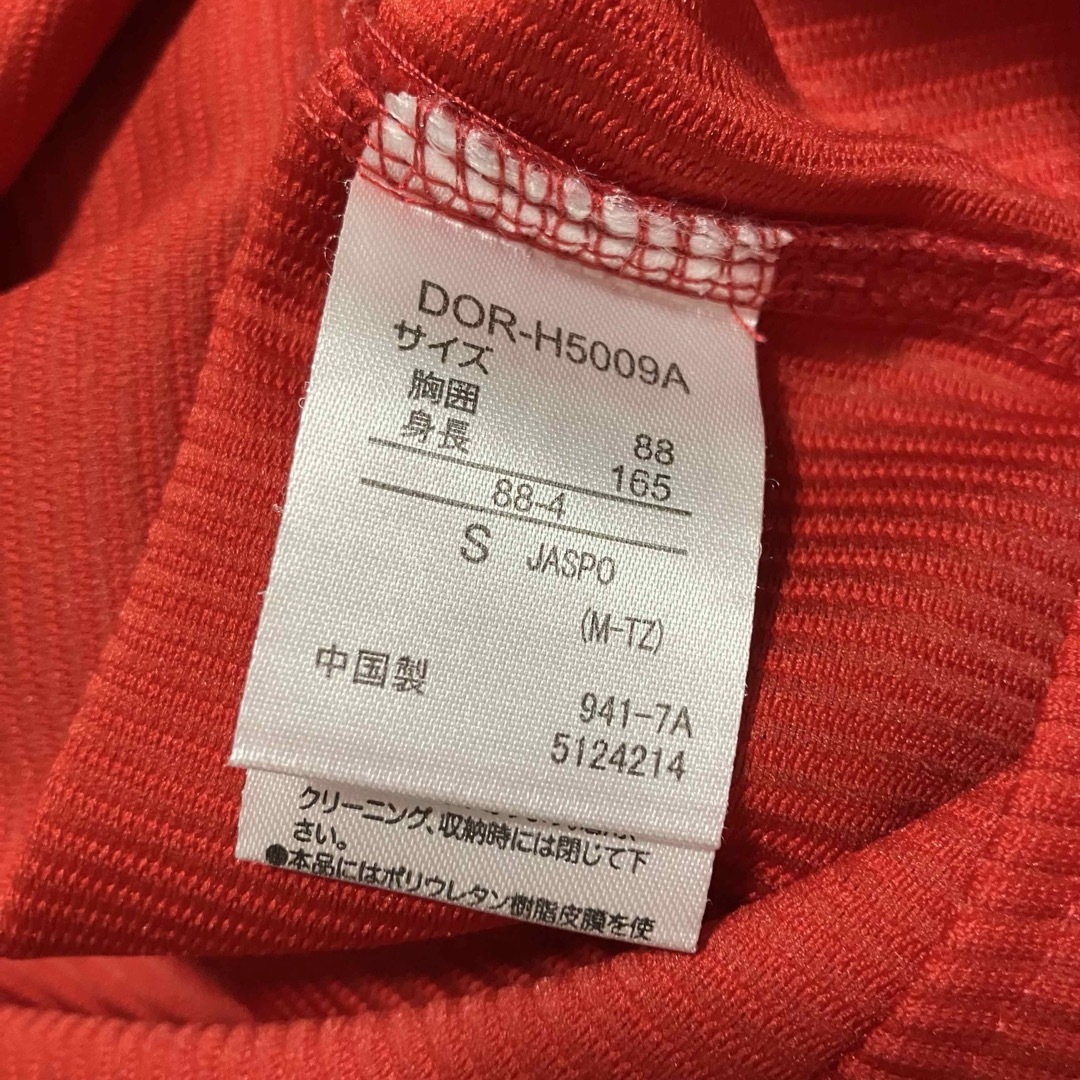 DOR-H5009A
サイズ
胸囲 88
身長 165
88-4
S JASPO
(M-TZ)
中国製
941-7A
5124214
クリーニング、収納時には閉じて下
さい。
●本品にはポリウレタン樹脂皮膜を使